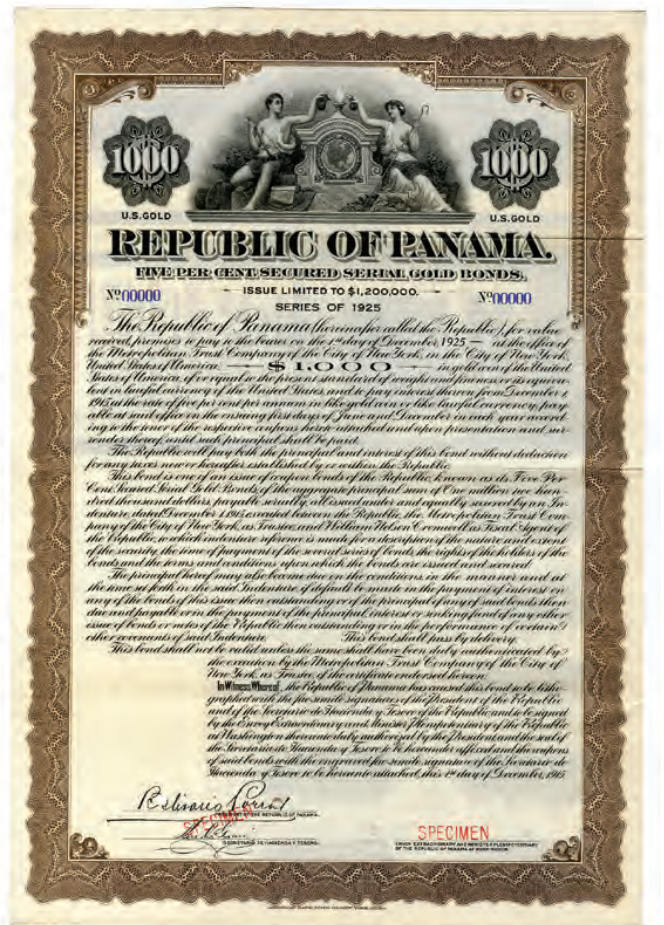 1000
1000
U.S.GOLD
U.S.GOLD
REPUBLIC OF PANAMA.
FIVE PER CENT. SECURED SERIAL GOLD BONDS.
Nº 00000
ISSUE LIMITED TO $1,200,000.
Nº 00000
SERIES OF 1925
The Republic of Panama (hereinafter called the Republic), for value
received, promises to pay to the bearer on the 1st day of December, 1925 — at the office of
the Metropolitan Trust Company of the City of New York, in the City of New York,
United States of America, $1,000 in gold coin of the United
States of America, of or equal to the present standard of weight and fineness or its equiva-
lent in lawful currency of the United States, and to pay interest thereon from December 1,
1915 at the rate of five per cent per annum in like gold coin or like lawful currency, pay-
able at said office on the ensuing first days of June and December in each year accord-
ing to the tenor of the respective coupons hereto attached and upon presentation and sur-
render thereof, until such principal shall be paid.
The Republic will pay both the principal and interest of this bond without deduction
for any taxes now or hereafter established by or within the Republic.
This bond is one of an issue of coupon bonds of the Republic, known as its Five Per
Cent. Secured Serial Gold Bonds, of the aggregate principal sum of One million two hun-
dred thousand dollars, payable serially, all issued under and equally secured by an In-
denture, dated December 1, 1915, executed between the Republic, the Metropolitan Trust Com-
pany of the City of New York, as Trustee, and William Nelson Cromwell as Fiscal Agent of
the Republic, to which indenture reference is made for a description of the nature and extent
of the security, the time of payment of the several series of bonds, the rights of the holders of the
bonds and the terms and conditions upon which the bonds are issued and secured.
The principal hereof may also become due on the conditions, in the manner and at
the time set forth in the said Indenture, if default be made in the payment of interest on
any of the bonds of this issue then outstanding or of the principal of any of said bonds then
due and payable or in the payment of the principal, interest or sinking fund of any other
issue of bonds or notes of the Republic then outstanding or in the performance of certain
other covenants of said Indenture. This bond shall pass by delivery.
This bond shall not be valid unless the same shall have been duly authenticated by
the execution by the Metropolitan Trust Company of the City of
New York, as Trustee, of the certificate endorsed hereon.
In Witness Whereof, the Republic of Panama has caused this bond to be litho-
graphed with the fac-simile signatures of the President of the Republic
and of the Secretario de Hacienda y Tesoro of the Republic and to be signed
by the Envoy Extraordinary and Minister Plenipotentiary of the Republic
at Washington thereunto duly authorized by the President, and the seal of
the Secretaria de Hacienda y Tesoro to be hereunder affixed and the coupons
of said bonds with the engraved fac-simile signature of the Secretario de
Hacienda y Tesoro to be hereunto attached, this 1st day of December, 1915.
Belisario Porras
THE REPUBLIC OF PANAMA.
SPECIMEN
SECRETARIO DE HACIENDA Y TESORO.
SPECIMEN
ENVOY EXTRAORDINARY AND MINISTER PLENIPOTENTIARY
OF THE REPUBLIC OF PANAMA AT WASHINGTON.